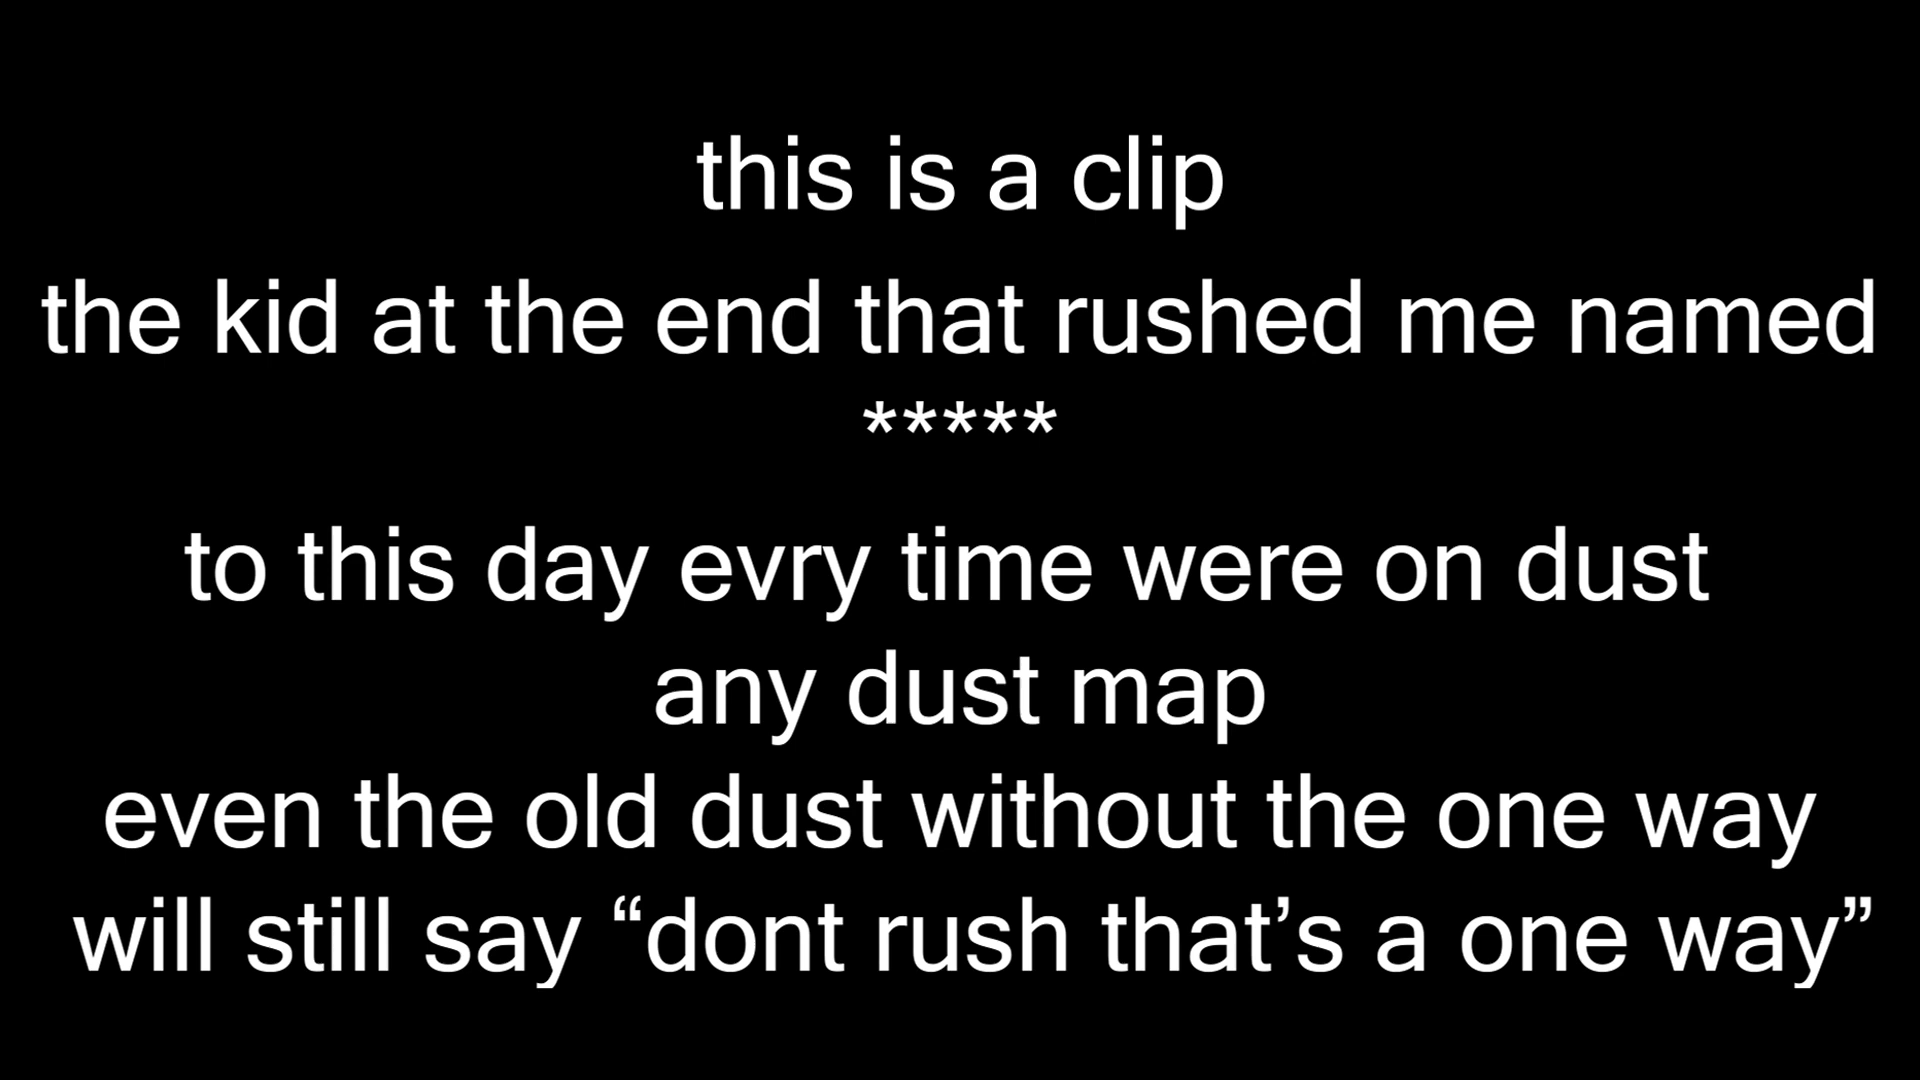 this is a clip
the kid at the end that rushed me named
*****
to this day evry time were on dust
any dust map
even the old dust without the one way
will still say “dont rush that’s a one way”